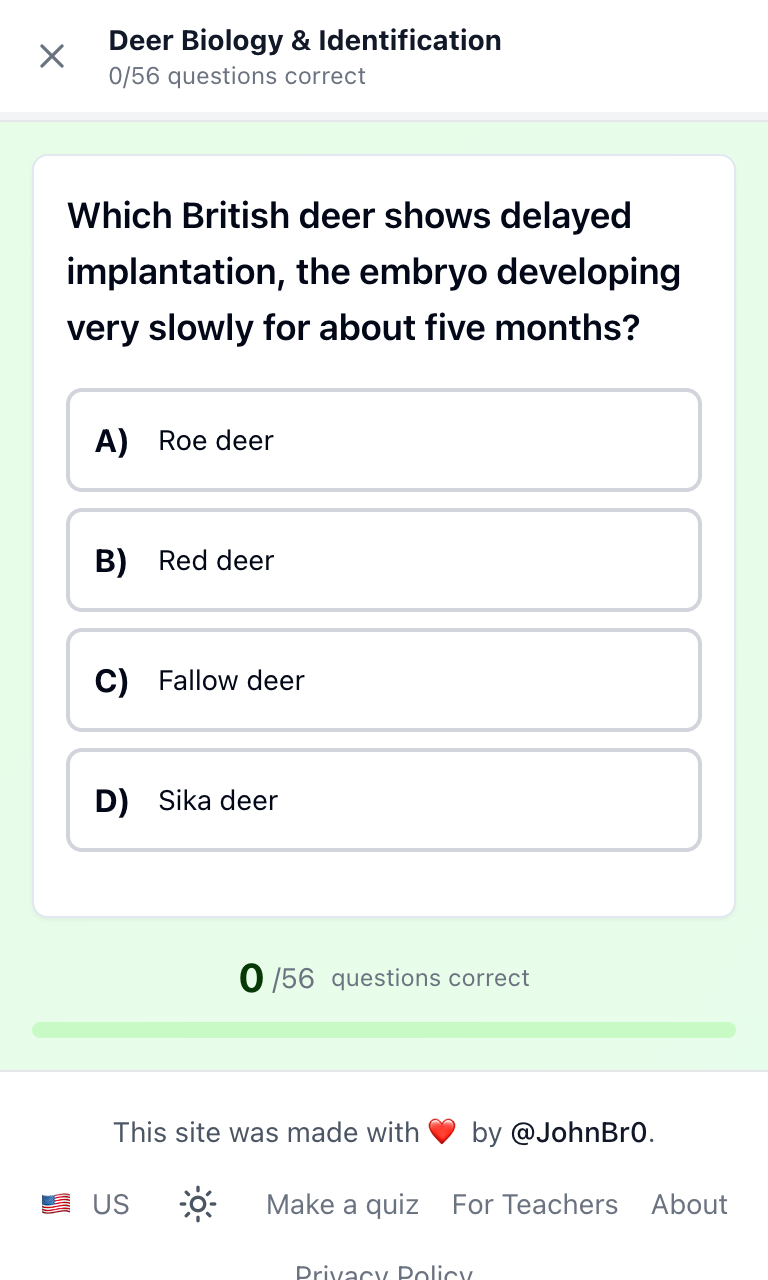 Deer Biology & Identification
0/56 questions correct
Which British deer shows delayed
implantation, the embryo developing
very slowly for about five months?
A) Roe deer
B) Red deer
C) Fallow deer
D) Sika deer
0 /56 questions correct
This site was made with ❤️ by @JohnBr0.
🇺🇸 US Make a quiz For Teachers About
Privacy Policy